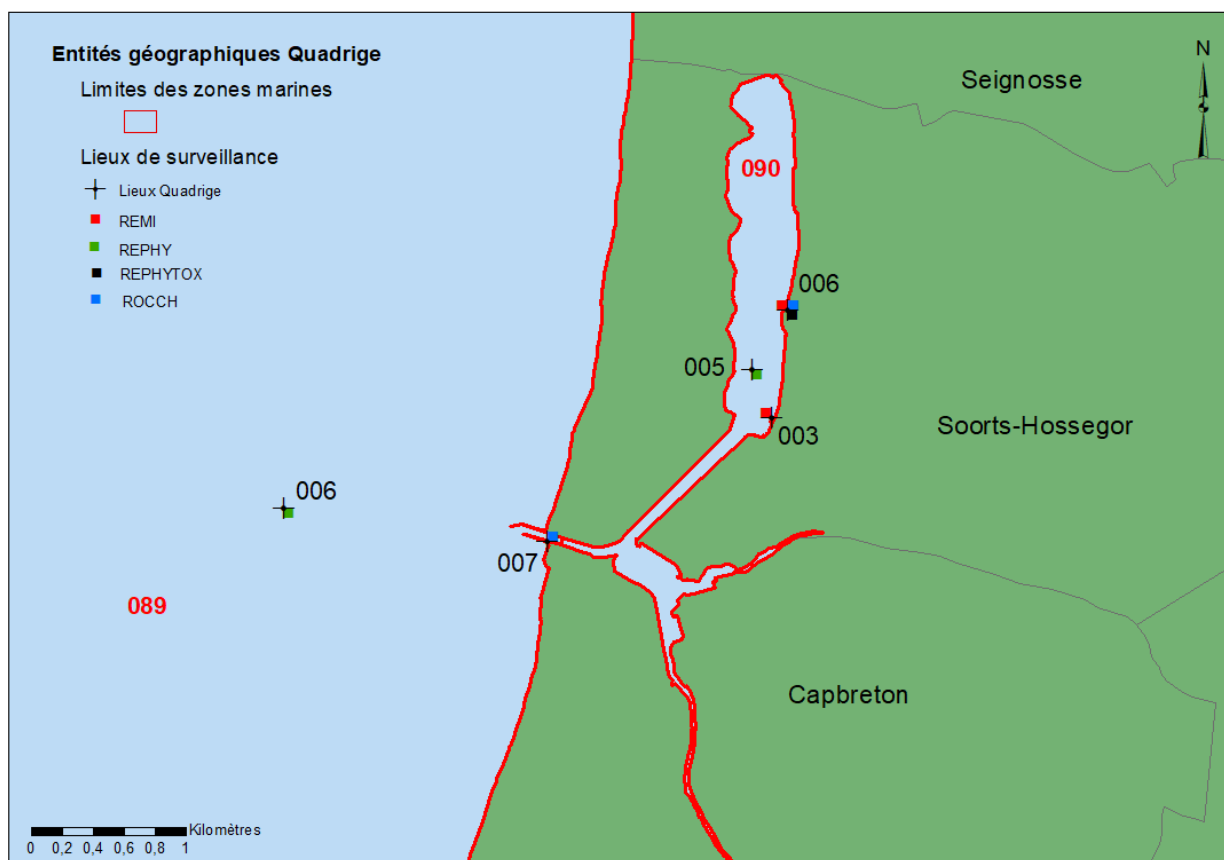 Entités géographiques Quadrige
Limites des zones marines
Lieux de surveillance
Lieux Quadrige
REMI
REPHY
REPHYTOX
ROCCH
N
Seignosse
090
006
005
003
Soorts-Hossegor
006
007
089
Capbreton
Kilomètres
0 0,2 0,4 0,6 0,8 1